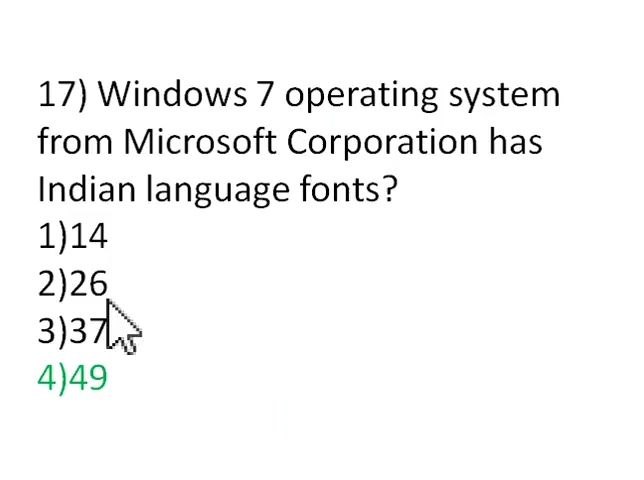 17) Windows 7 operating system
from Microsoft Corporation has
Indian language fonts?
1)14
2)26
3)37
4)49